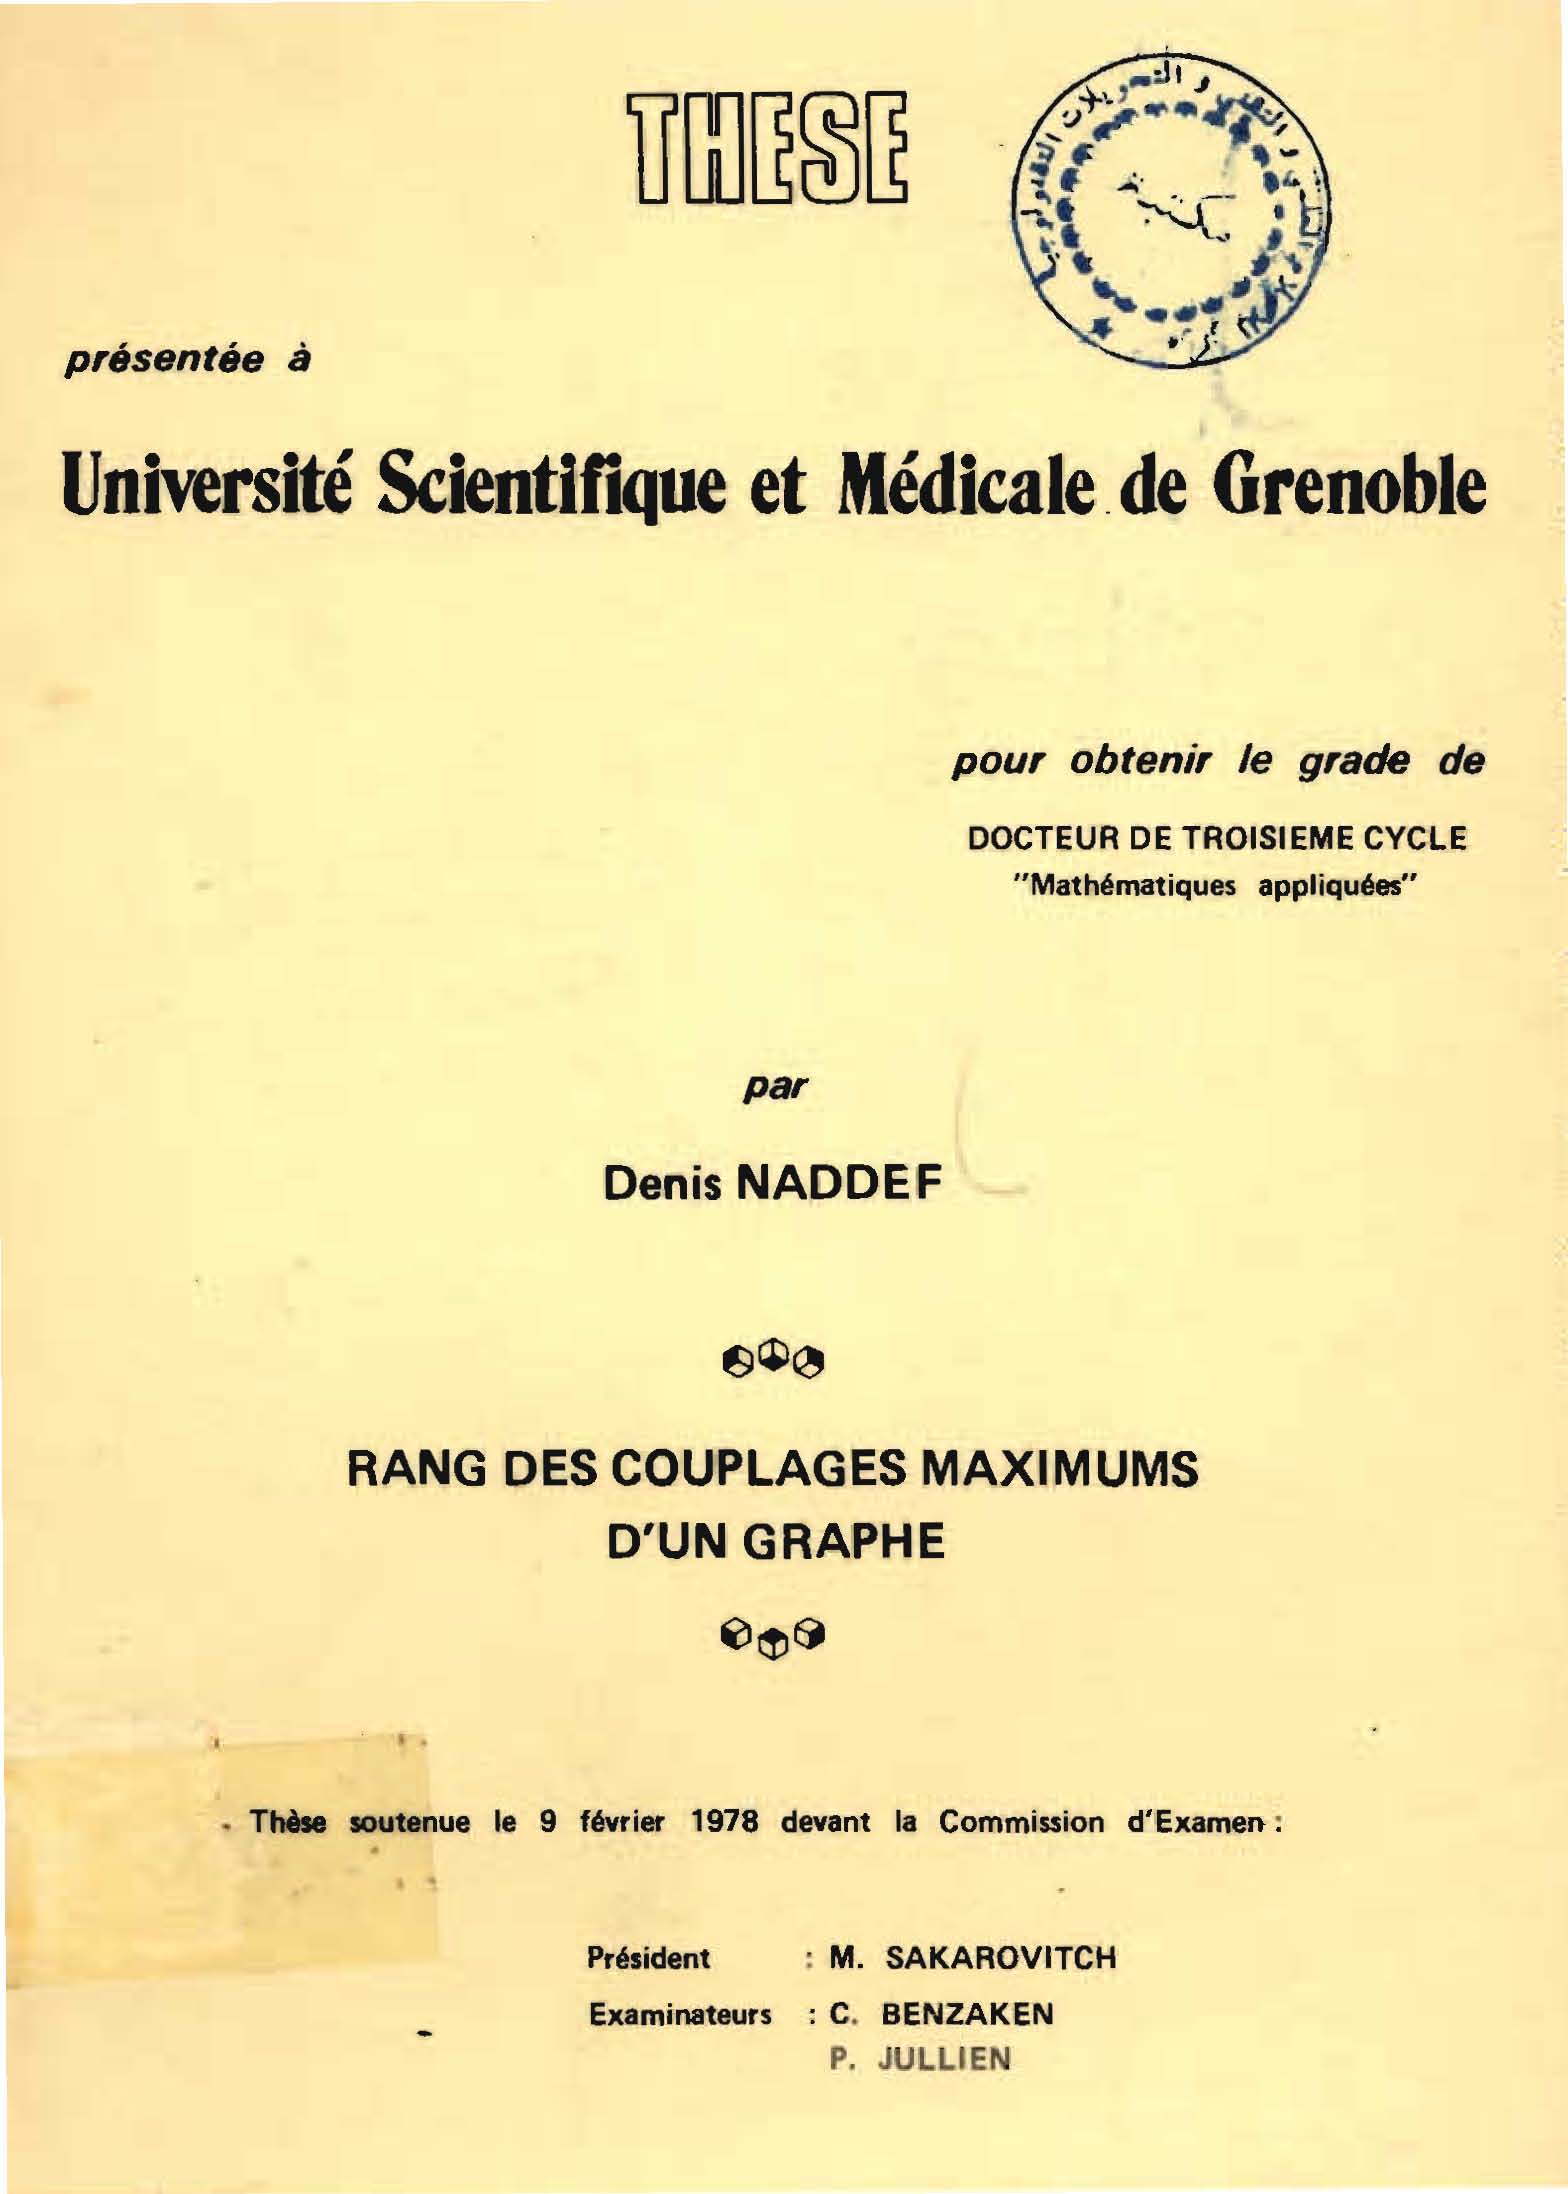 THESE
مكتبة
présentée à
Université Scientifique et Médicale de Grenoble
pour obtenir le grade de
DOCTEUR DE TROISIEME CYCLE
"Mathématiques appliquées"
par
Denis NADDEF
RANG DES COUPLAGES MAXIMUMS
D'UN GRAPHE
Thèse soutenue le 9 février 1978 devant la Commission d'Examen :
Président : M. SAKAROVITCH
Examinateurs : C. BENZAKEN
P. JULLIEN